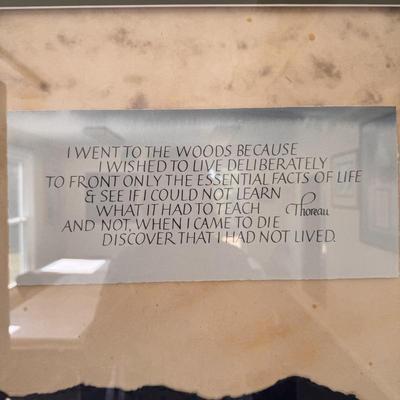 I WENT TO THE WOODS BECAUSE
I WISHED TO LIVE DELIBERATELY
TO FRONT ONLY THE ESSENTIAL FACTS OF LIFE
& SEE IF I COULD NOT LEARN
WHAT IT HAD TO TEACH
Thoreau
AND NOT, WHEN I CAME TO DIE
DISCOVER THAT I HAD NOT LIVED.